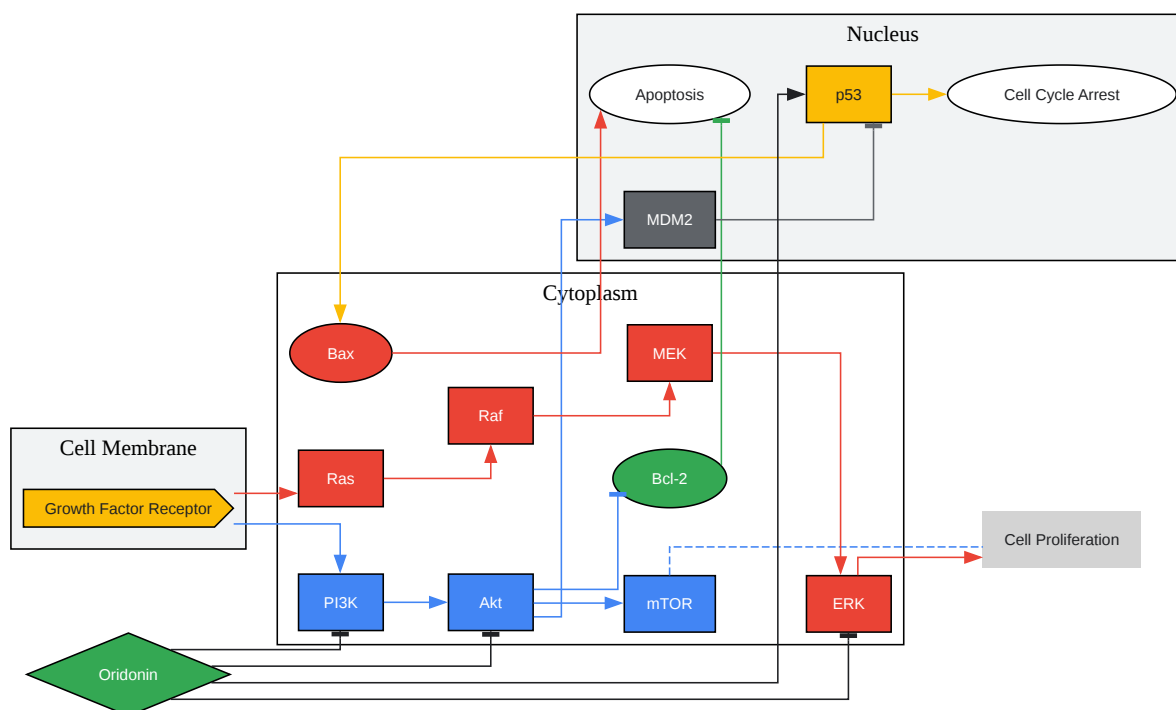 Nucleus
Apoptosis
p53
Cell Cycle Arrest
MDM2
Cytoplasm
Bax
MEK
Raf
Cell Membrane
Ras
Bcl-2
Growth Factor Receptor
Cell Proliferation
PI3K
Akt
mTOR
ERK
Oridonin